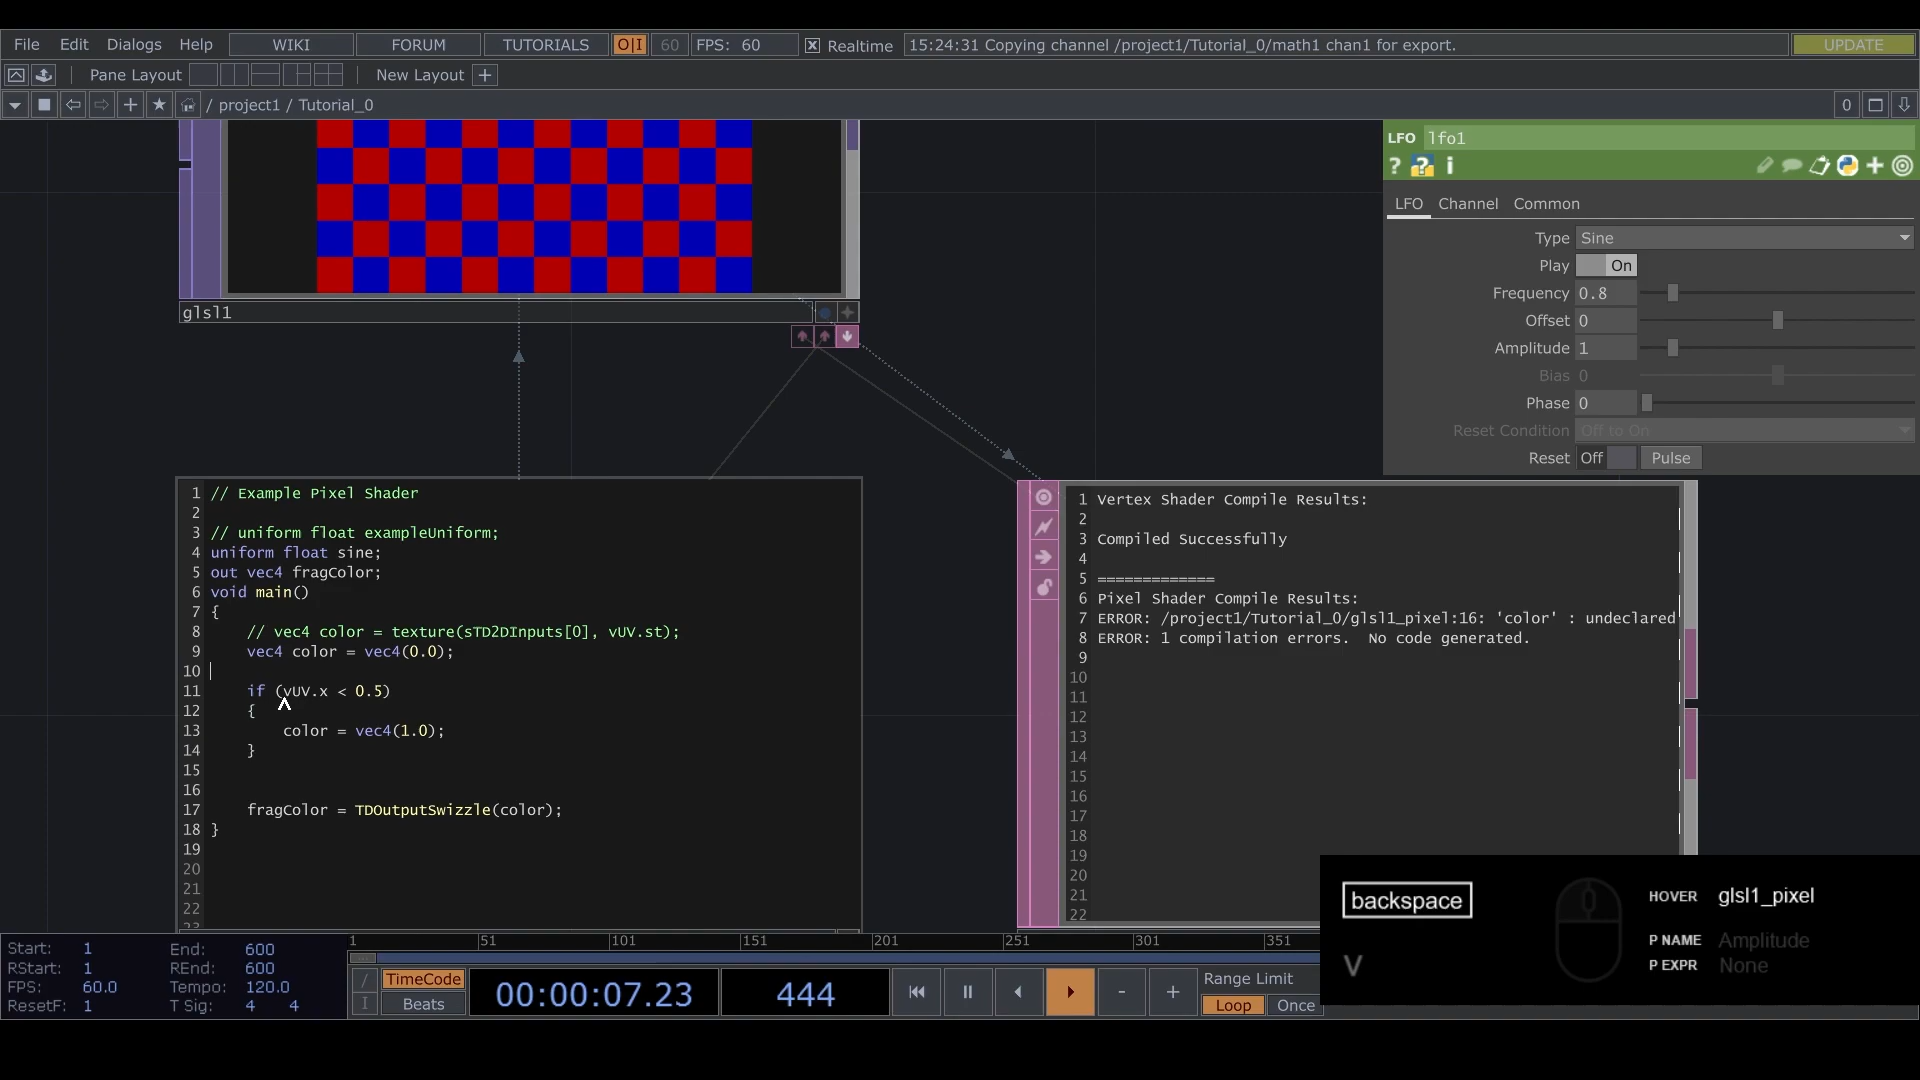 File Edit Dialogs Help WIKI FORUM TUTORIALS O|I 60 FPS: 60 Realtime 15:24:31 Copying channel /project1/Tutorial_0/math1 chan1 for export. UPDATE
Pane Layout New Layout +
/ project1 / Tutorial_0 0
LFO lfo1
? ? i
LFO Channel Common
Type Sine
Play On
Frequency 0.8
Offset 0
Amplitude 1
Bias 0
Phase 0
Reset Condition Off to On
Reset Off Pulse
glsl1
1 // Example Pixel Shader
2
3 // uniform float exampleUniform;
4 uniform float sine;
5 out vec4 fragColor;
6 void main()
7 {
8 // vec4 color = texture(sTD2DInputs[0], vUV.st);
9 vec4 color = vec4(0.0);
10
11 if (vUV.x < 0.5)
12 {
13 color = vec4(1.0);
14 }
15
16
17 fragColor = TDOutputSwizzle(color);
18 }
19
20
21
22
23
1 Vertex Shader Compile Results:
2
3 Compiled Successfully
4
5 =============
6 Pixel Shader Compile Results:
7 ERROR: /project1/Tutorial_0/glsl1_pixel:16: 'color' : undeclared
8 ERROR: 1 compilation errors. No code generated.
9
10
11
12
13
14
15
16
17
18
19
20
21
22
backspace
V
HOVER glsl1_pixel
P NAME Amplitude
P EXPR None
1 51 101 151 201 251 301 351
Start: 1 End: 600
RStart: 1 REnd: 600
FPS: 60.0 Tempo: 120.0
ResetF: 1 T Sig: 4 4
/ TimeCode
I Beats
00:00:07.23 444
- +
Range Limit
Loop Once